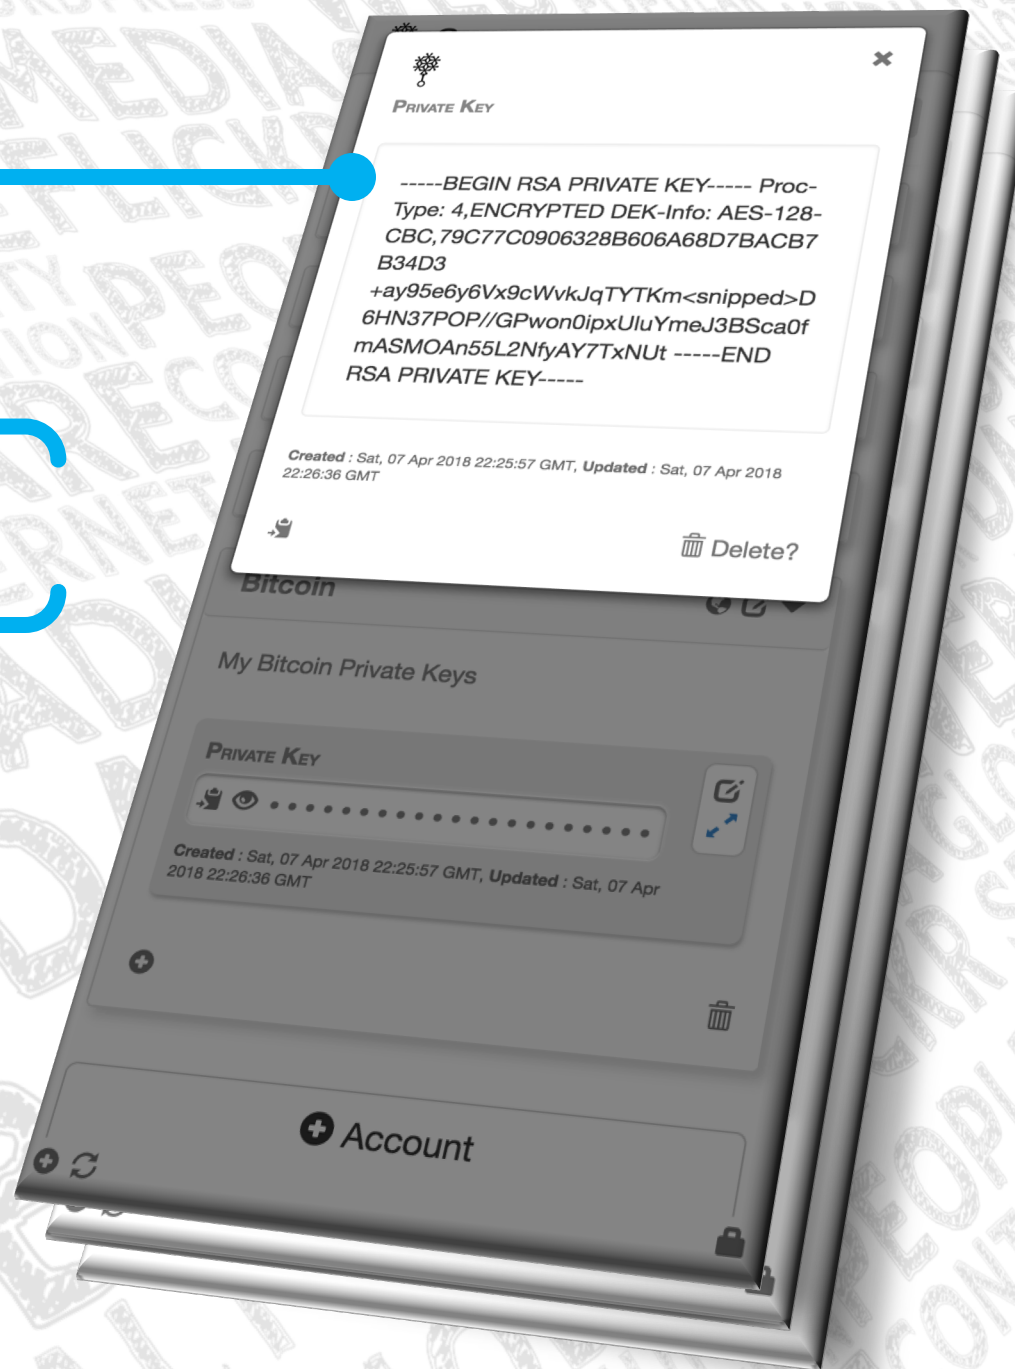 PRIVATE KEY
-----BEGIN RSA PRIVATE KEY----- Proc-
Type: 4,ENCRYPTED DEK-Info: AES-128-
CBC,79C77C0906328B606A68D7BACB7
B34D3
+ay95e6y6Vx9cWvkJqTYTKm<snipped>D
6HN37POP//GPwon0ipxUluYmeJ3BSca0f
mASMOAn55L2NfyAY7TxNUt -----END
RSA PRIVATE KEY-----
Created : Sat, 07 Apr 2018 22:25:57 GMT, Updated : Sat, 07 Apr 2018
22:26:36 GMT
Delete?
Bitcoin
My Bitcoin Private Keys
PRIVATE KEY
Created : Sat, 07 Apr 2018 22:25:57 GMT, Updated : Sat, 07 Apr
2018 22:26:36 GMT
Account